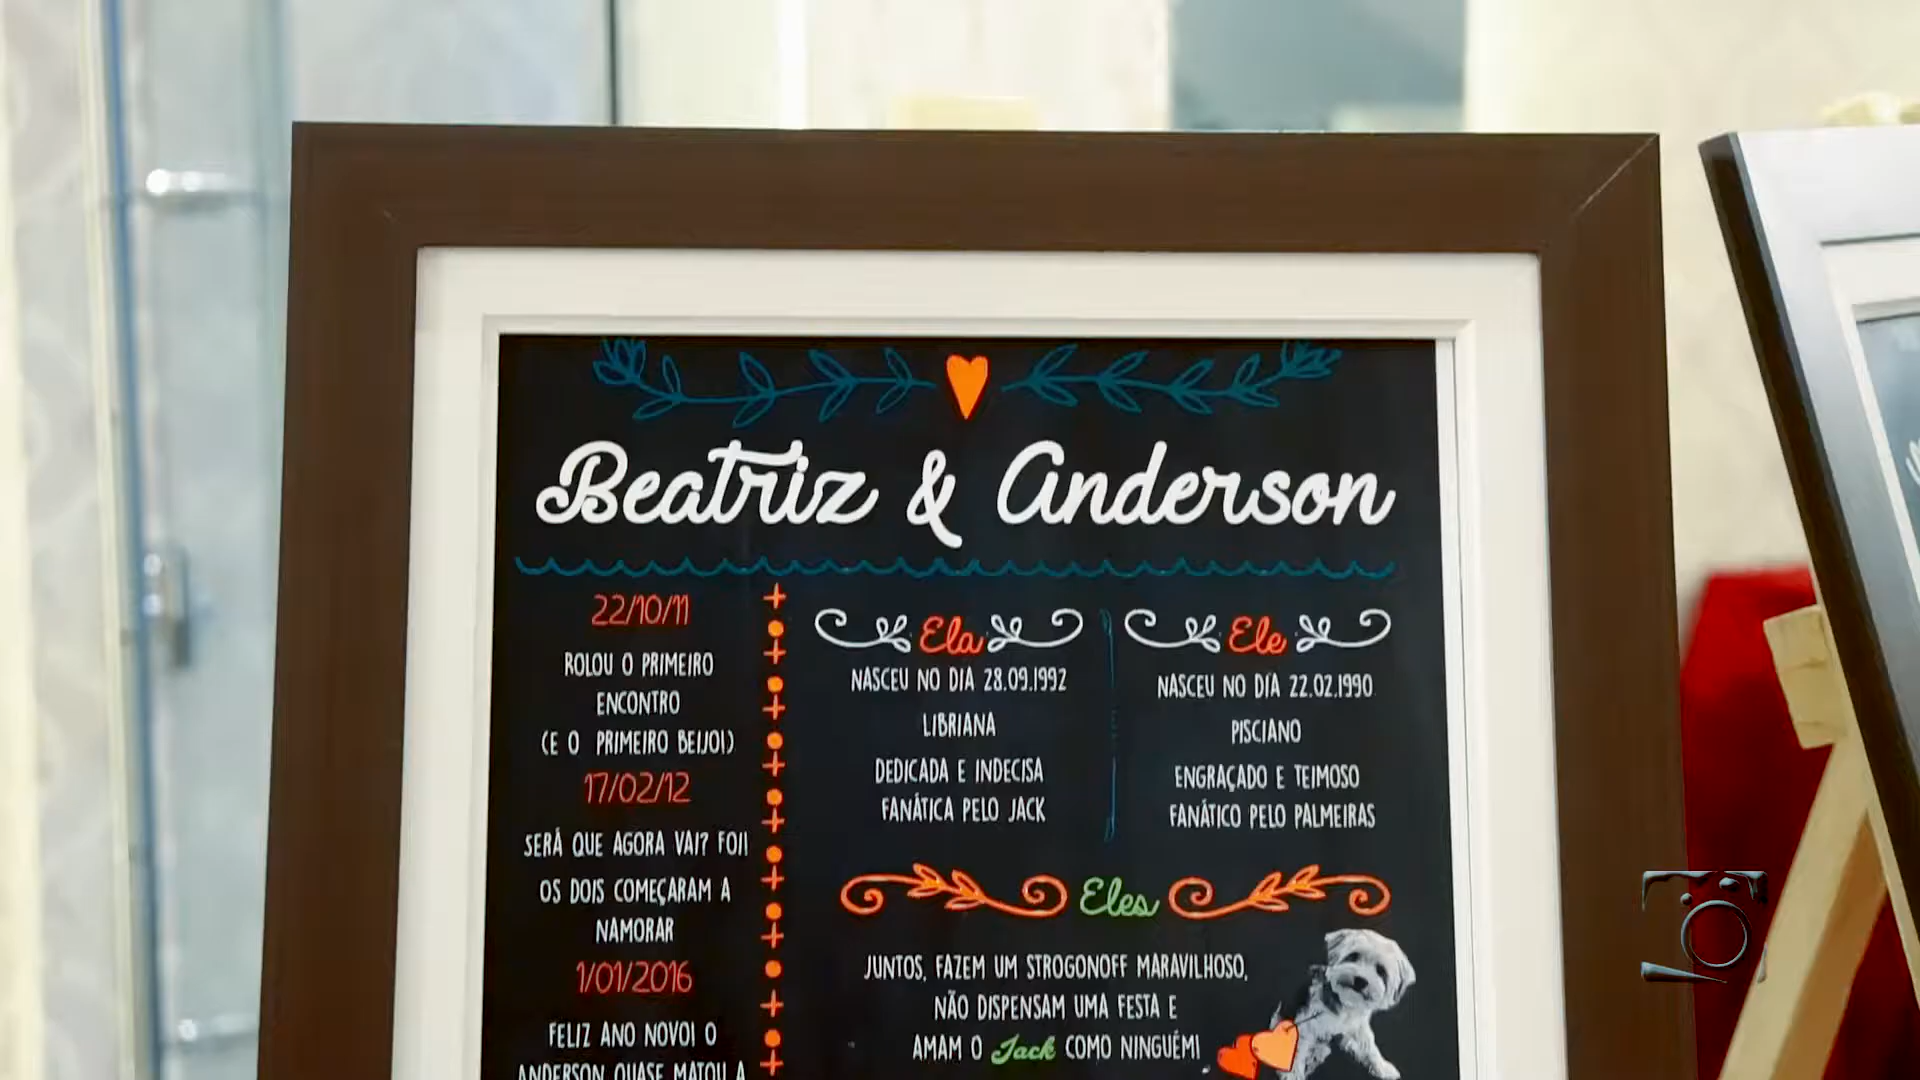 Beatriz & Anderson
22/10/11
ROLOU O PRIMEIRO
ENCONTRO
(E O PRIMEIRO BEIJO!)
17/02/12
SERÁ QUE AGORA VAI? FOI!
OS DOIS COMEÇARAM A
NAMORAR
1/01/2016
FELIZ ANO NOVO! O
ANDERSON QUASE MATOU A
Ela
NASCEU NO DIA 28.09.1992
LIBRIANA
DEDICADA E INDECISA
FANÁTICA PELO JACK
Ele
NASCEU NO DIA 22.02.1990
PISCIANO
ENGRAÇADO E TEIMOSO
FANÁTICO PELO PALMEIRAS
Eles
JUNTOS, FAZEM UM STROGONOFF MARAVILHOSO,
NÃO DISPENSAM UMA FESTA E
AMAM O Jack COMO NINGUÉM!